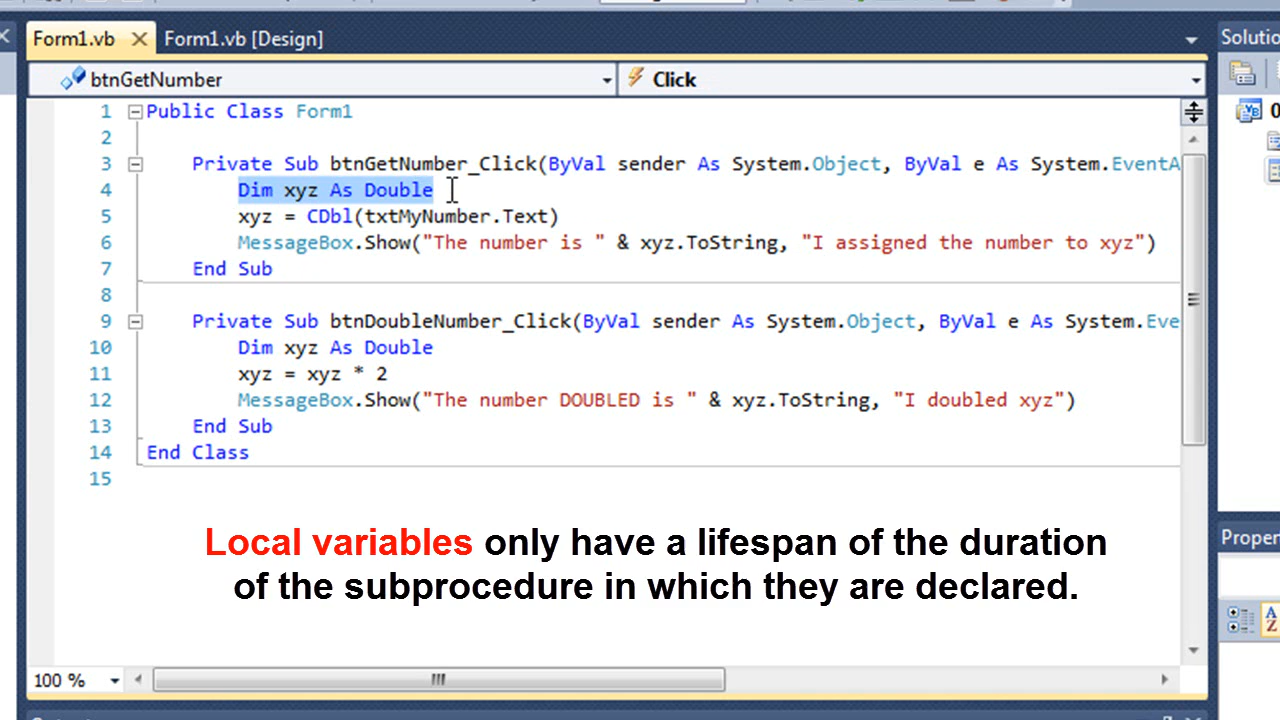 Form1.vb Form1.vb [Design] Solutio
btnGetNumber Click
1 Public Class Form1
2
3 Private Sub btnGetNumber_Click(ByVal sender As System.Object, ByVal e As System.EventA
4 Dim xyz As Double
5 xyz = CDbl(txtMyNumber.Text)
6 MessageBox.Show("The number is " & xyz.ToString, "I assigned the number to xyz")
7 End Sub
8
9 Private Sub btnDoubleNumber_Click(ByVal sender As System.Object, ByVal e As System.Eve
10 Dim xyz As Double
11 xyz = xyz * 2
12 MessageBox.Show("The number DOUBLED is " & xyz.ToString, "I doubled xyz")
13 End Sub
14 End Class
15
Local variables only have a lifespan of the duration
of the subprocedure in which they are declared.
Proper
100 %